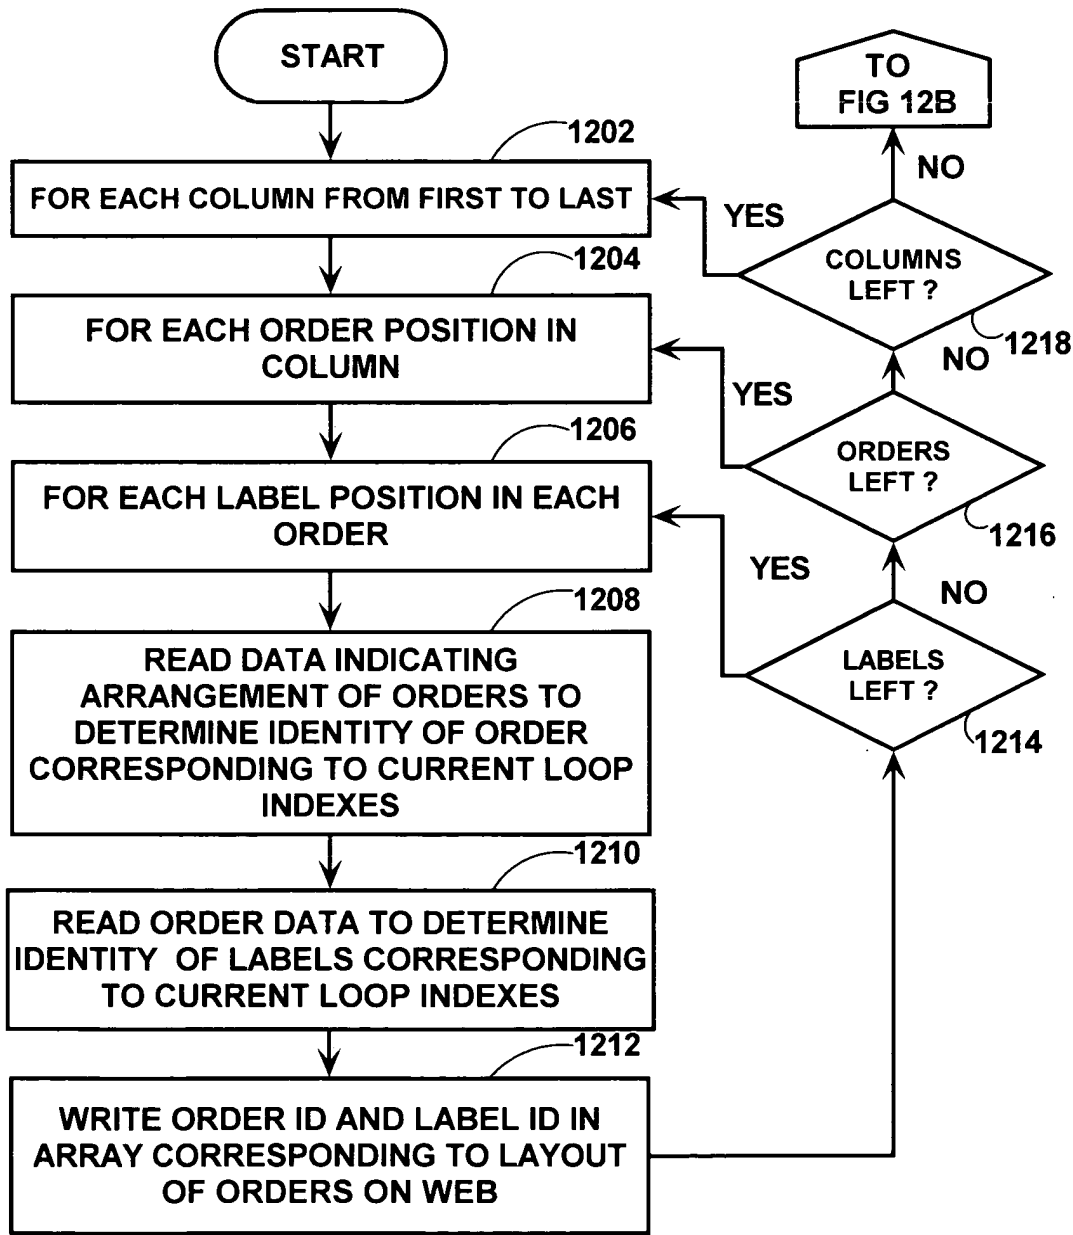 START
1202
FOR EACH COLUMN FROM FIRST TO LAST
1204
FOR EACH ORDER POSITION IN
COLUMN
1206
FOR EACH LABEL POSITION IN EACH
ORDER
1208
READ DATA INDICATING
ARRANGEMENT OF ORDERS TO
DETERMINE IDENTITY OF ORDER
CORRESPONDING TO CURRENT LOOP
INDEXES
1210
READ ORDER DATA TO DETERMINE
IDENTITY OF LABELS CORRESPONDING
TO CURRENT LOOP INDEXES
1212
WRITE ORDER ID AND LABEL ID IN
ARRAY CORRESPONDING TO LAYOUT
OF ORDERS ON WEB
LABELS
LEFT ?
1214
YES
NO
ORDERS
LEFT ?
1216
YES
NO
COLUMNS
LEFT ?
1218
YES
NO
TO
FIG 12B